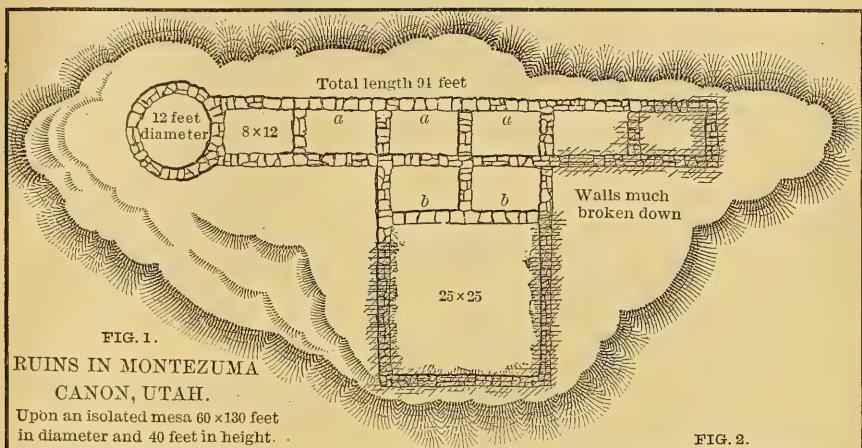 Total length 94 feet
12 feet
diameter
8 × 12
a
a
a
b
b
Walls much
broken down
25 × 25
FIG. 1.
RUINS IN MONTEZUMA
CANON, UTAH.
Upon an isolated mesa 60 × 130 feet
in diameter and 40 feet in height.
FIG. 2.